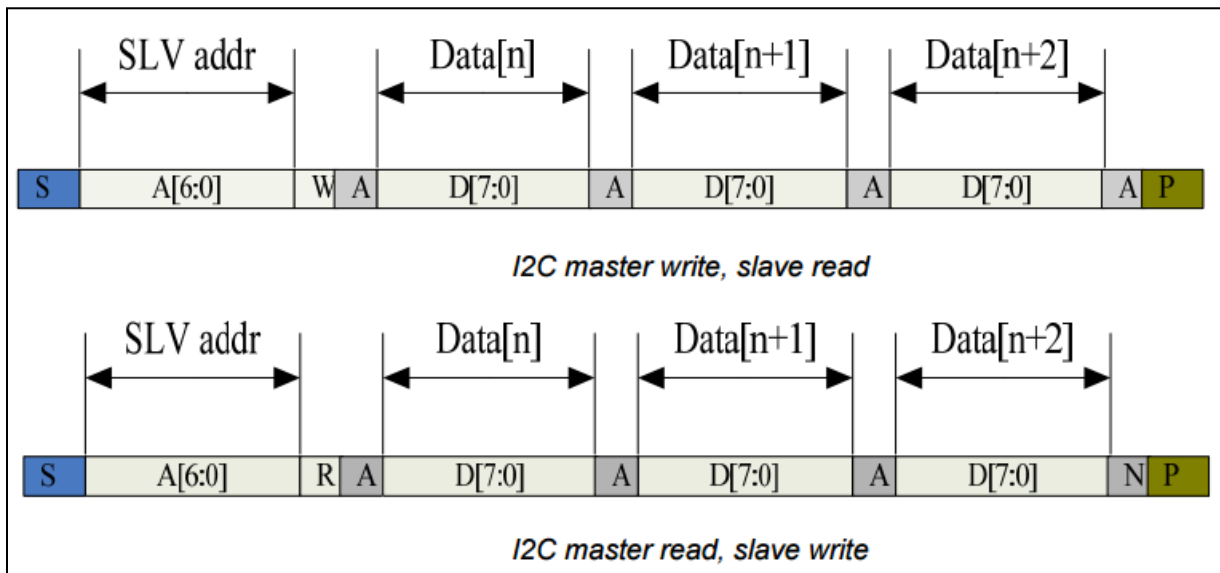 SLV addr Data[n] Data[n+1] Data[n+2]
S A[6:0] W A D[7:0] A D[7:0] A D[7:0] A P
I2C master write, slave read
SLV addr Data[n] Data[n+1] Data[n+2]
S A[6:0] R A D[7:0] A D[7:0] A D[7:0] N P
I2C master read, slave write